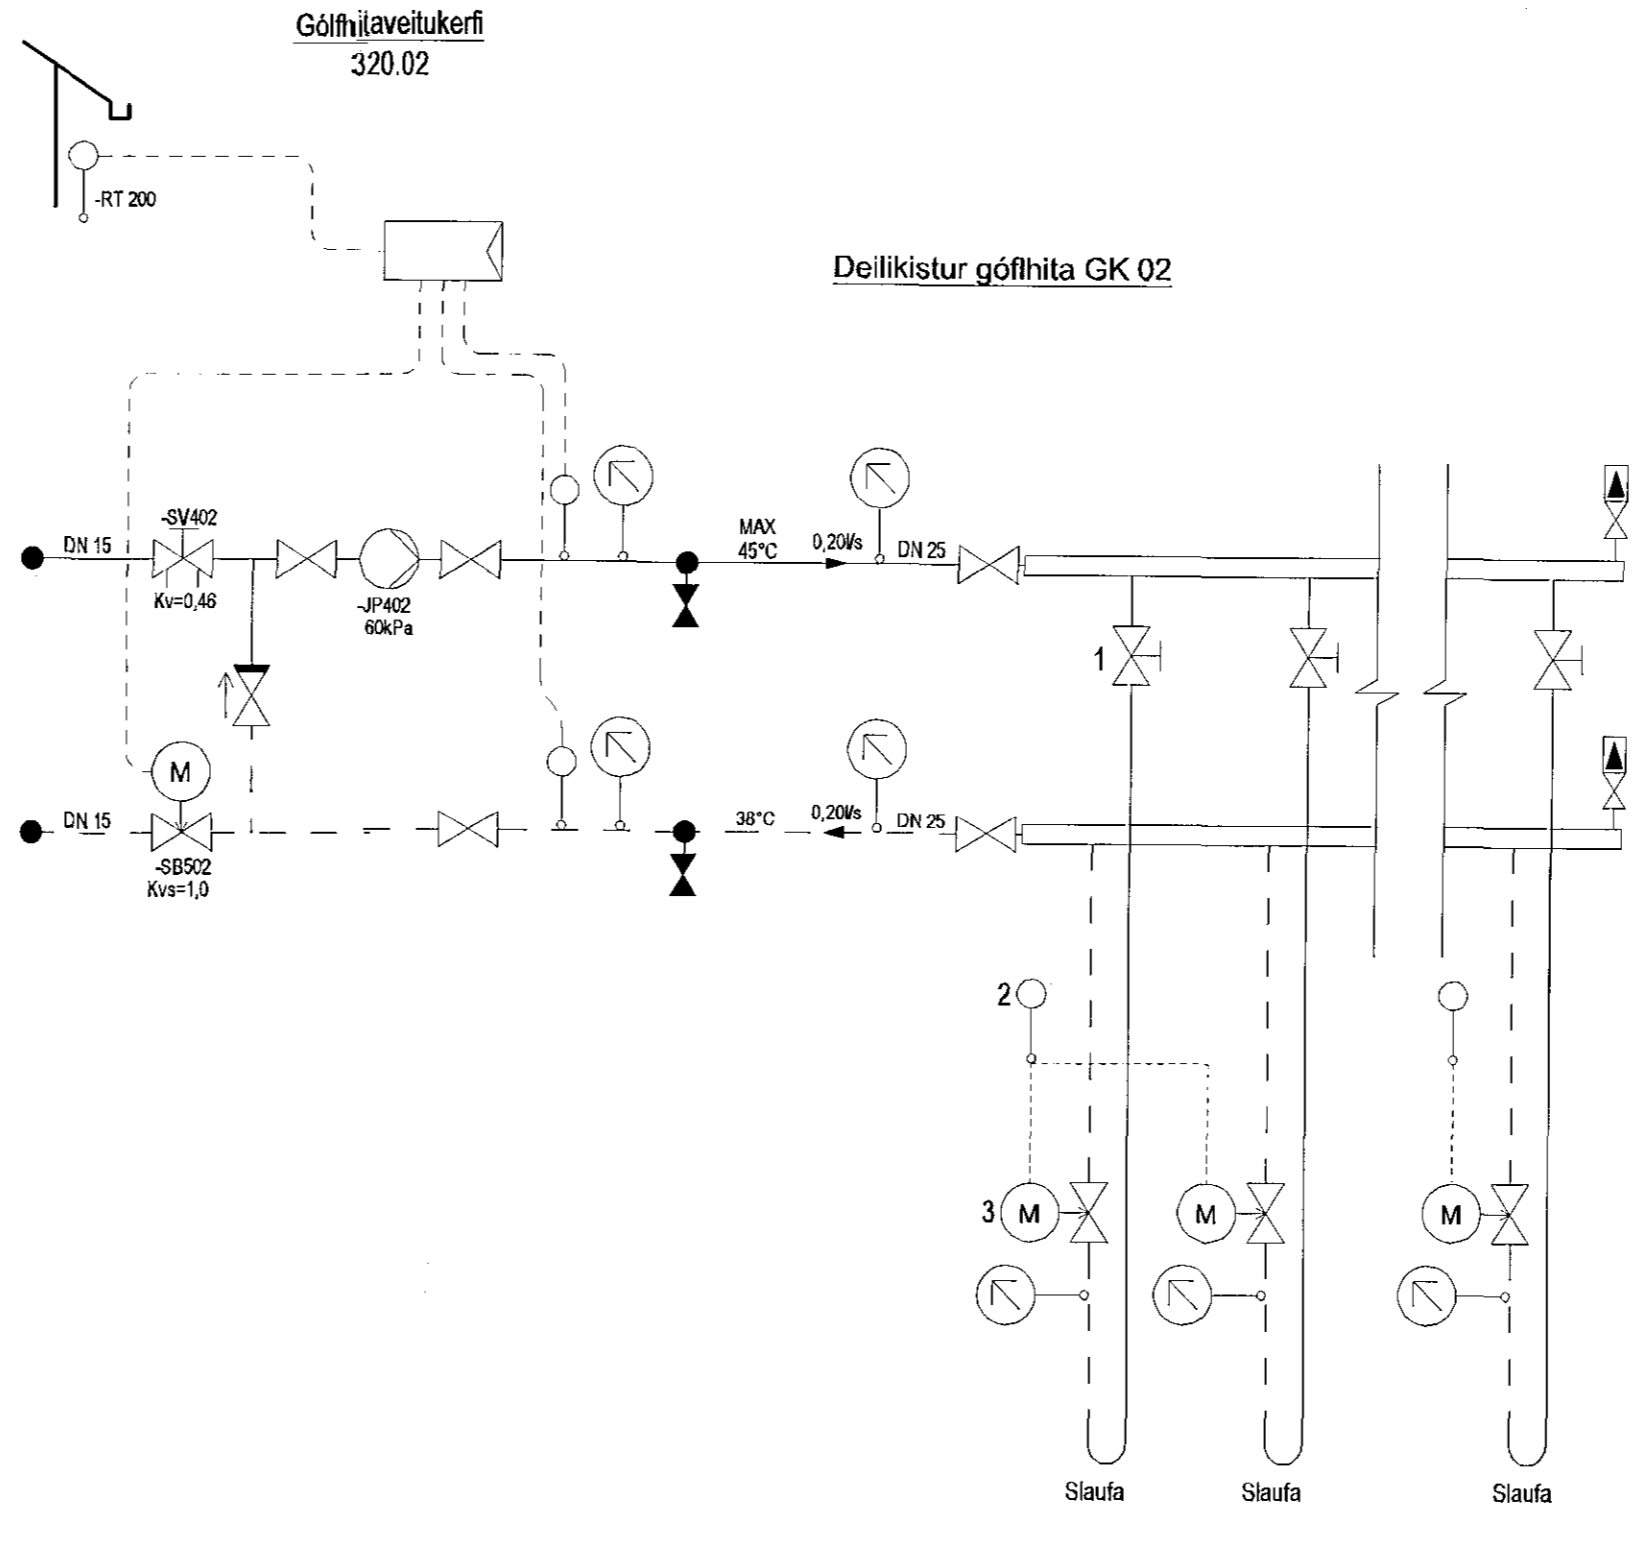 Gólfhitaveitukerfi
320.02
-RT 200
Deilikistur góflhita GK 02
-SV402
DN 15
Kv=0,46
-JP402
60kPa
MAX
45°C
0,20l/s
DN 25
1
M
DN 15
-SB502
Kvs=1,0
38°C
0,20l/s
DN 25
2
3
M
M
M
Slaufa
Slaufa
Slaufa